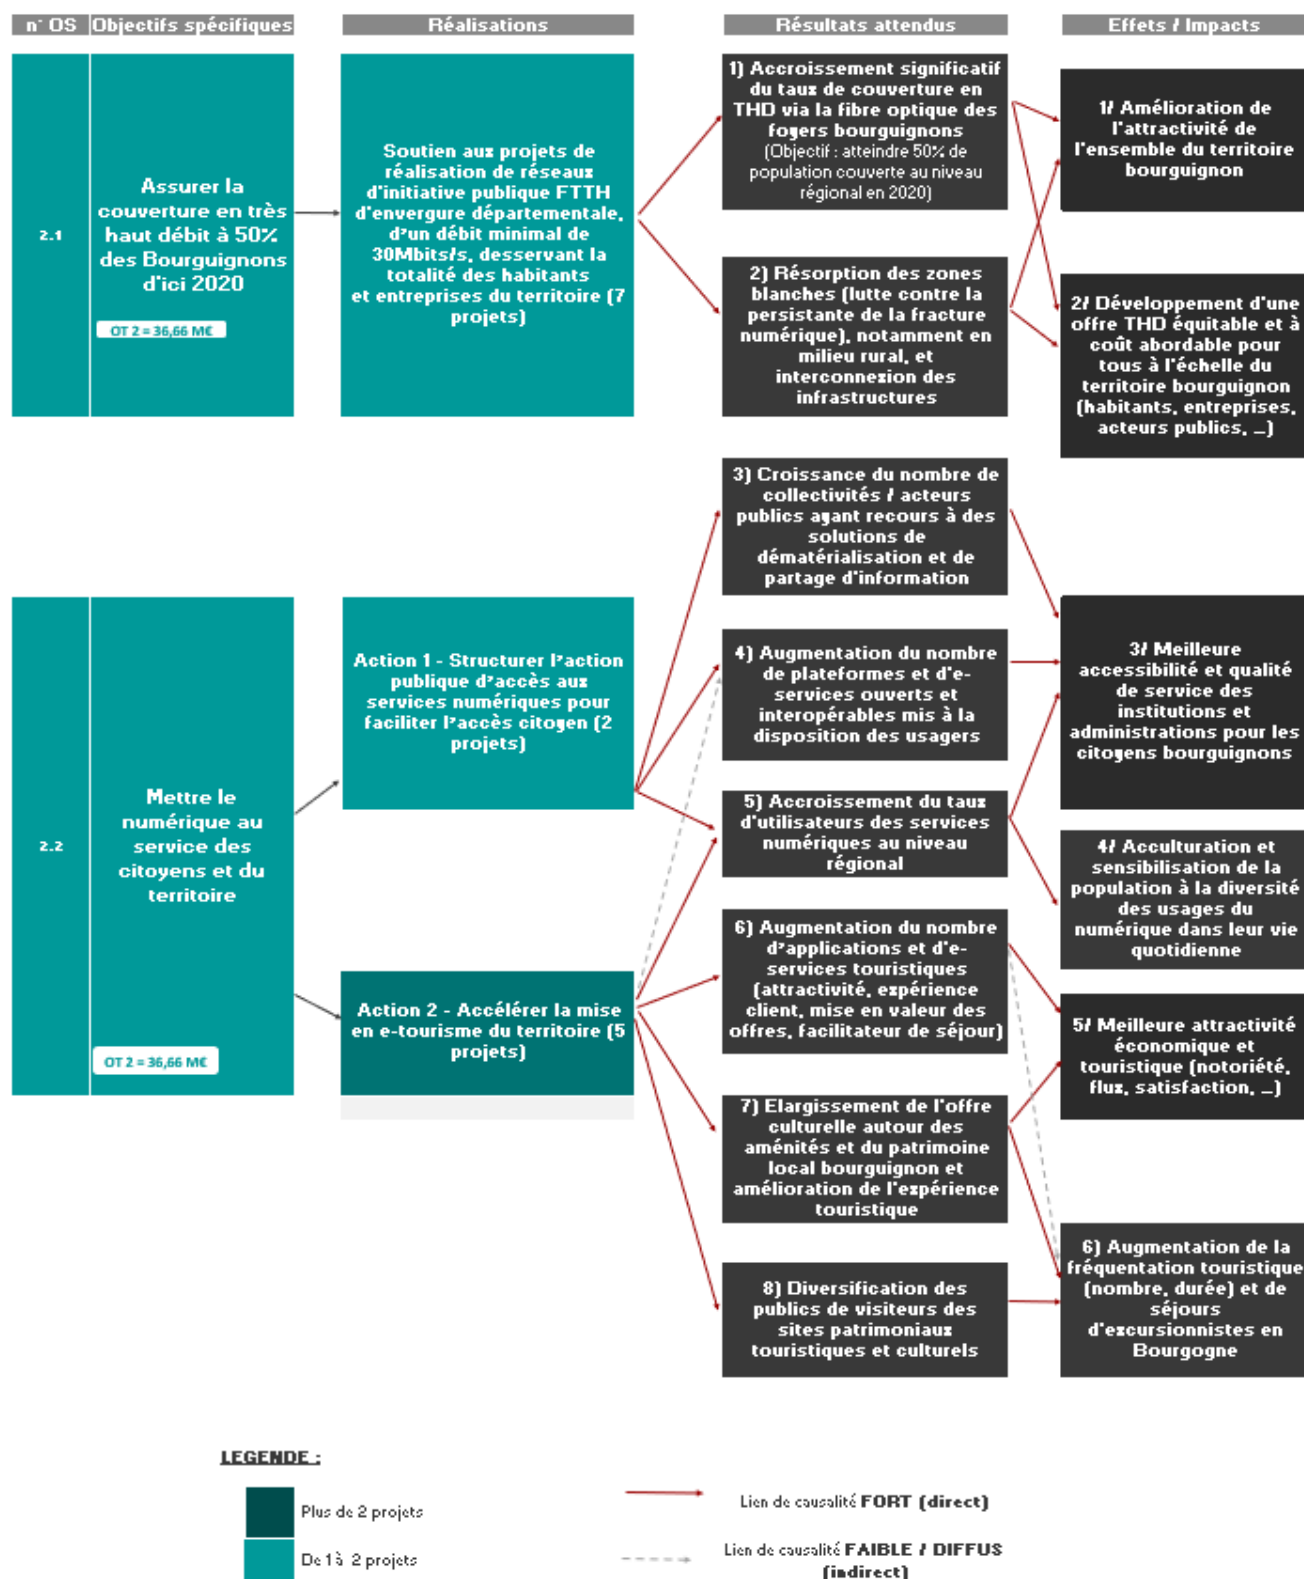 n° OS
Objectifs spécifiques
Réalisations
Résultats attendus
Effets / Impacts
2.1
Assurer la
couverture en très
haut débit à 50%
des Bourguignons
d'ici 2020
OT 2 = 36,66 M€
Soutien aux projets de
réalisation de réseaux
d'initiative publique FTTH
d'envergure départementale,
d'un débit minimal de
30Mbits/s, desservant la
totalité des habitants
et entreprises du territoire (7
projets)
1) Accroissement significatif
du taux de couverture en
THD via la fibre optique des
foyers bourguignons
(Objectif : atteindre 50% de
population couverte au niveau
régional en 2020)
2) Résorption des zones
blanches (lutte contre la
persistante de la fracture
numérique), notamment en
milieu rural, et
interconnexion des
infrastructures
1/ Amélioration de
l'attractivité de
l'ensemble du territoire
bourguignon
2/ Développement d'une
offre THD équitable et à
coût abordable pour
tous à l'échelle du
territoire bourguignon
(habitants, entreprises,
acteurs publics, ...)
2.2
Mettre le
numérique au
service des
citoyens et du
territoire
OT 2 = 36,66 M€
Action 1 - Structurer l'action
publique d'accès aux
services numériques pour
faciliter l'accès citoyen (2
projets)
Action 2 - Accélérer la mise
en e-tourisme du territoire (5
projets)
3) Croissance du nombre de
collectivités / acteurs
publics ayant recours à des
solutions de
dématérialisation et de
partage d'information
4) Augmentation du nombre
de plateformes et d'e-
services ouverts et
interopérables mis à la
disposition des usagers
5) Accroissement du taux
d'utilisateurs des services
numériques au niveau
régional
6) Augmentation du nombre
d'applications et d'e-
services touristiques
(attractivité, expérience
client, mise en valeur des
offres, facilitateur de séjour)
7) Elargissement de l'offre
culturelle autour des
aménités et du patrimoine
local bourguignon et
amélioration de l'expérience
touristique
8) Diversification des
publics de visiteurs des
sites patrimoniaux
touristiques et culturels
3/ Meilleure
accessibilité et qualité
de service des
institutions et
administrations pour les
citoyens bourguignons
4/ Acculturation et
sensibilisation de la
population à la diversité
des usages du
numérique dans leur vie
quotidienne
5/ Meilleure attractivité
économique et
touristique (notoriété,
flux, satisfaction, ...)
6) Augmentation de la
fréquentation touristique
(nombre, durée) et de
séjours
d'excursionnistes en
Bourgogne
LEGENDE :
Plus de 2 projets
De 1 à 2 projets
Lien de causalité FORT (direct)
Lien de causalité FAIBLE / DIFFUS
(indirect)